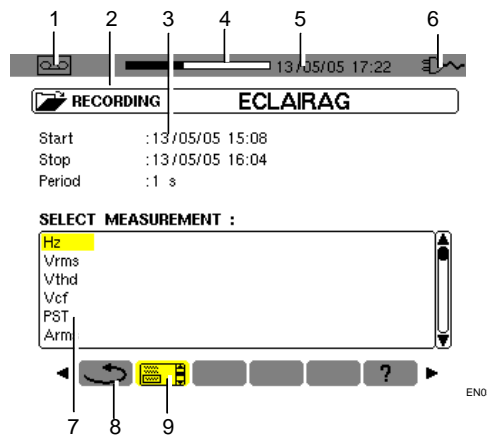 1 2 3 4 5 6
13/05/05 17:22
RECORDING ECLAIRAG
Start :13/05/05 15:08
Stop :13/05/05 16:04
Period :1 s
SELECT MEASUREMENT :
Hz
Vrms
Vthd
Vcf
PST
Arm
?
EN0
7 8 9